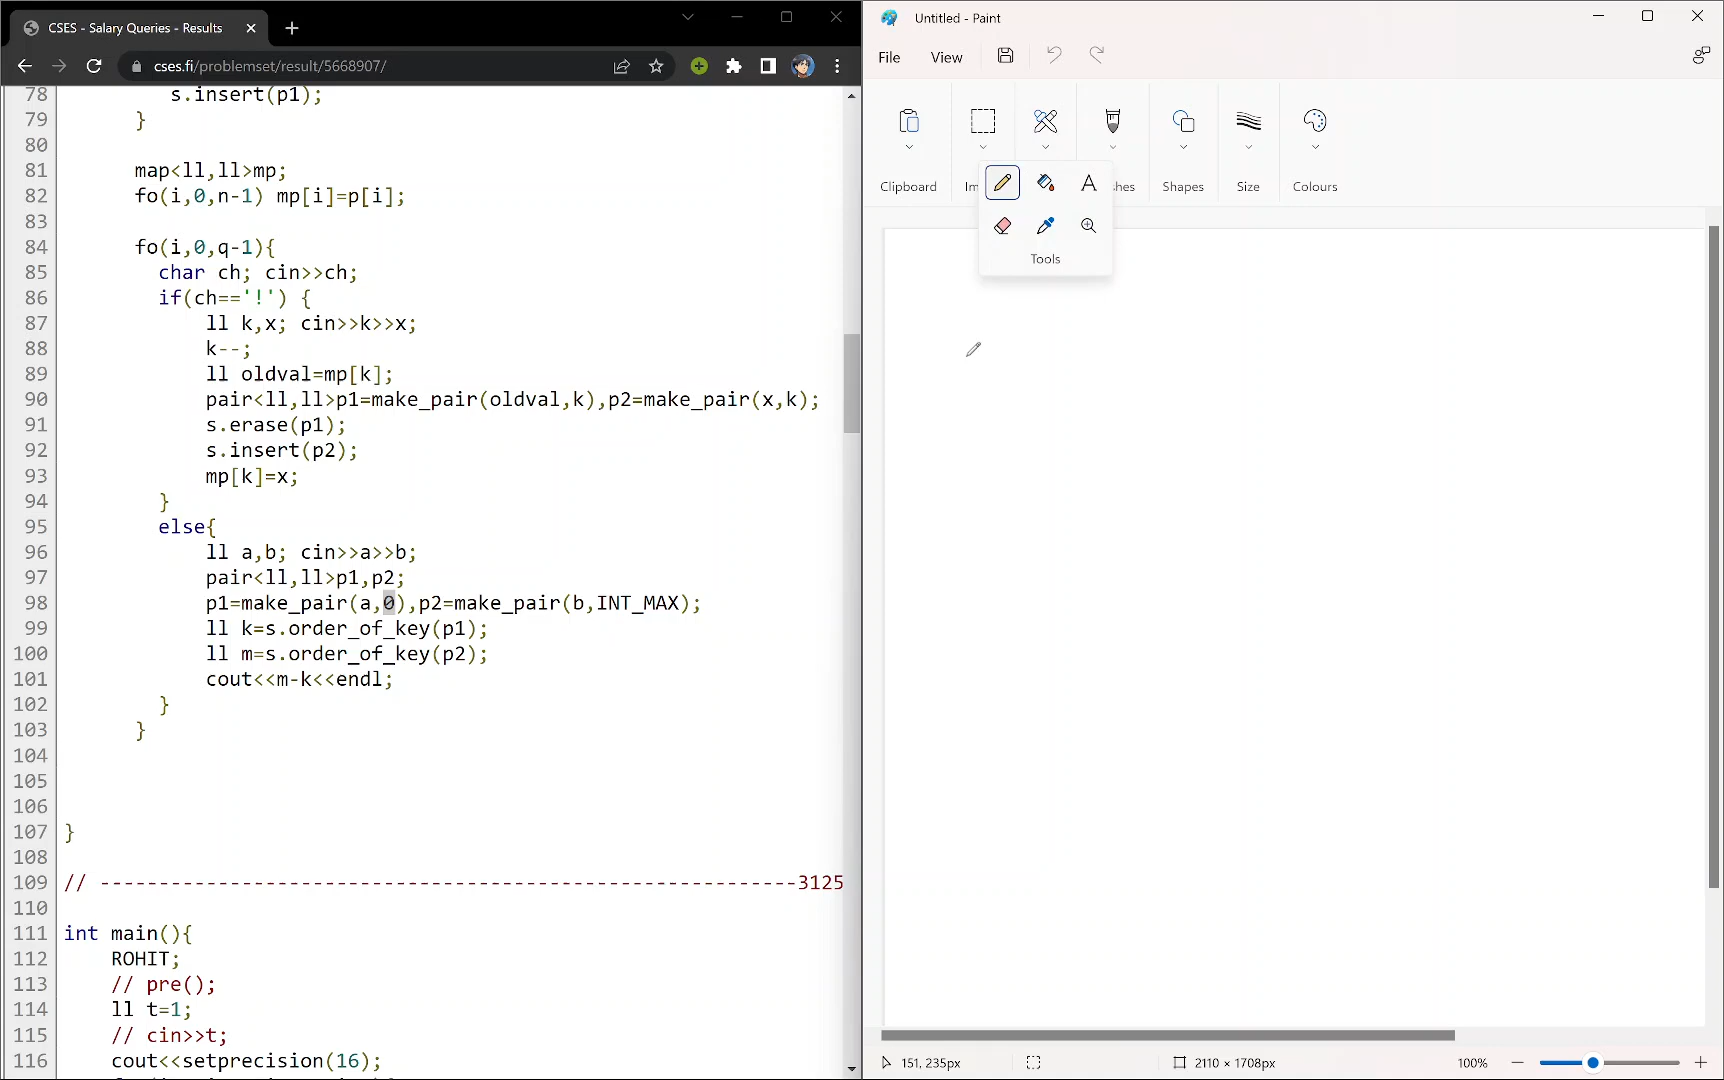 CSES - Salary Queries - Results
cses.fi/problemset/result/5668907/
78 s.insert(p1);
79 }
80
81 map<ll,ll>mp;
82 fo(i,0,n-1) mp[i]=p[i];
83
84 fo(i,0,q-1){
85 char ch; cin>>ch;
86 if(ch=='!') {
87 ll k,x; cin>>k>>x;
88 k--;
89 ll oldval=mp[k];
90 pair<ll,ll>p1=make_pair(oldval,k),p2=make_pair(x,k);
91 s.erase(p1);
92 s.insert(p2);
93 mp[k]=x;
94 }
95 else{
96 ll a,b; cin>>a>>b;
97 pair<ll,ll>p1,p2;
98 p1=make_pair(a,0),p2=make_pair(b,INT_MAX);
99 ll k=s.order_of_key(p1);
100 ll m=s.order_of_key(p2);
101 cout<<m-k<<endl;
102 }
103 }
104
105
106
107 }
108
109 // -----------------------------------------------------------3125
110
111 int main(){
112 ROHIT;
113 // pre();
114 ll t=1;
115 // cin>>t;
116 cout<<setprecision(16);
Untitled - Paint
File View
Clipboard Im shes Shapes Size Colours
A
Tools
151, 235px 2110 × 1708px 100%